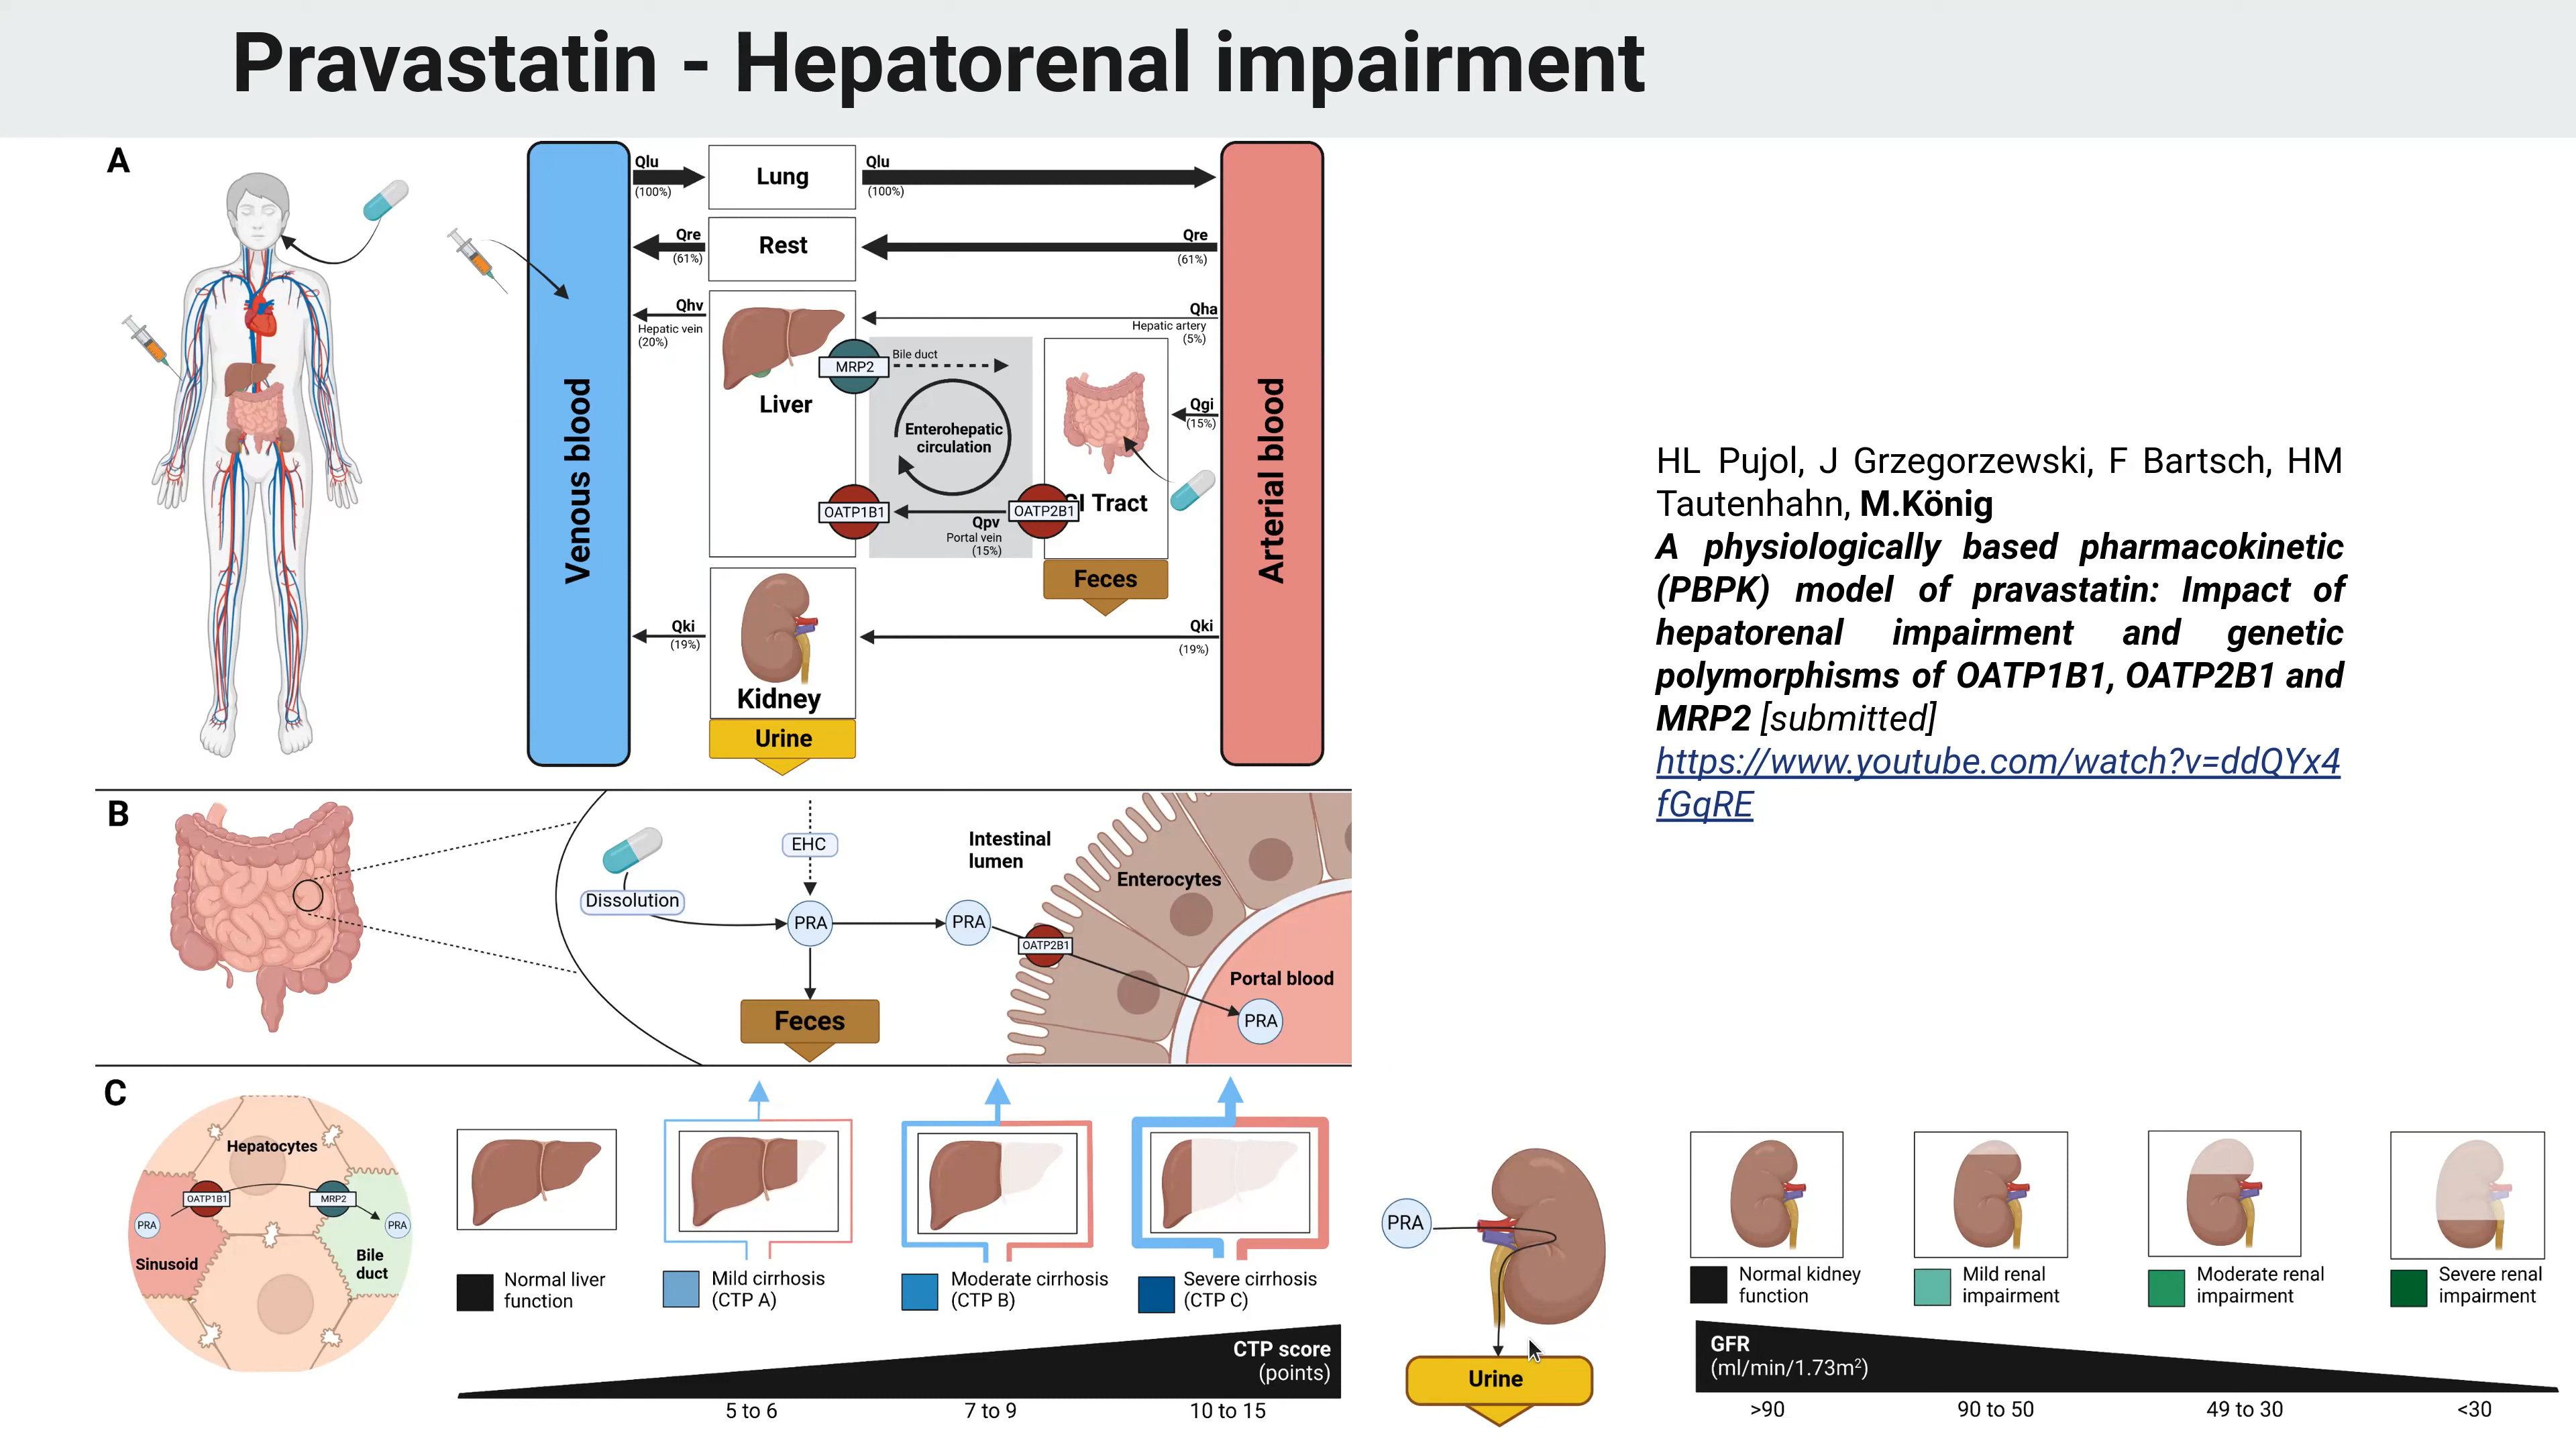 Pravastatin - Hepatorenal impairment
A
Venous blood
Qlu
(100%)
Lung
Qlu
(100%)
Qre
(61%)
Rest
Qre
(61%)
Qhv
Hepatic vein
(20%)
Liver
Qha
Hepatic artery
(5%)
MRP2
Bile duct
Enterohepatic
circulation
Qgi
(15%)
OATP1B1
Qpv
Portal vein
(15%)
OATP2B1
GI Tract
Feces
Qki
(19%)
Kidney
Urine
Qki
(19%)
Arterial blood
HL Pujol, J Grzegorzewski, F Bartsch, HM
Tautenhahn, M.König
A physiologically based pharmacokinetic
(PBPK) model of pravastatin: Impact of
hepatorenal impairment and genetic
polymorphisms of OATP1B1, OATP2B1 and
MRP2 [submitted]
https://www.youtube.com/watch?v=ddQYx4
fGqRE
B
Dissolution
EHC
PRA
PRA
Feces
Intestinal
lumen
Enterocytes
OATP2B1
Portal blood
PRA
C
Hepatocytes
OATP1B1
MRP2
PRA
PRA
Sinusoid
Bile
duct
Normal liver
function
Mild cirrhosis
(CTP A)
Moderate cirrhosis
(CTP B)
Severe cirrhosis
(CTP C)
CTP score
(points)
5 to 6
7 to 9
10 to 15
PRA
Urine
Normal kidney
function
Mild renal
impairment
Moderate renal
impairment
Severe renal
impairment
GFR
(ml/min/1.73m²)
>90
90 to 50
49 to 30
<30